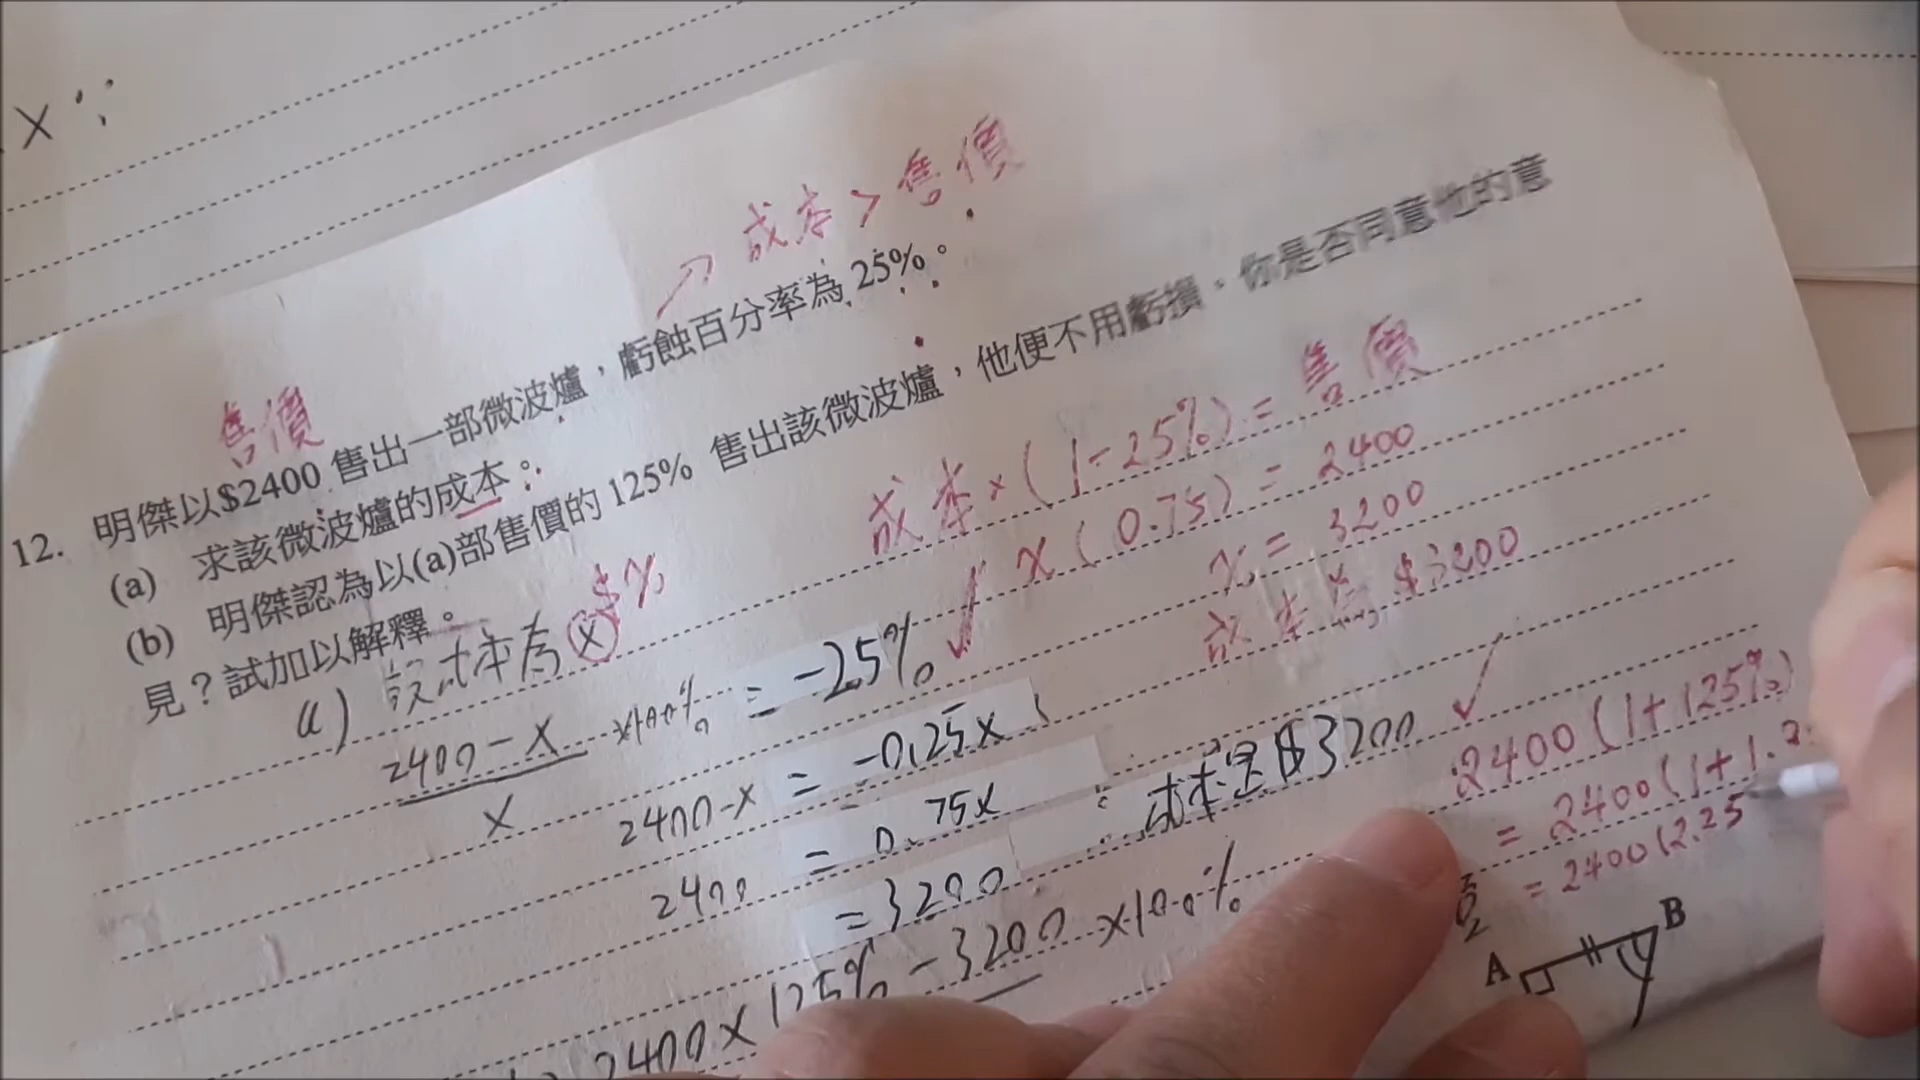 x ∵
→ 成本 > 售價
售價
12. 明傑以$2400 售出一部微波爐，虧蝕百分率為 25%。
(a) 求該微波爐的成本。
(b) 明傑認為以(a)部售價的 125% 售出該微波爐，他便不用虧損。你是否同意他的意
見？試加以解釋。
成本 × (1-25%) = 售價
x (0.75) = 2400
x = 3200
成本為 $3200
a) 設成本為 x
$x
2400-x / x ×100% = -25%
2400-x = -0.25x
2400 = 0.75x
= 3200
∴ 成本是$3200
2400×125% - 3200 ×100%
2400 (1+125%)
= 2400 (1+1.2
= 2400 (2.25
A
B